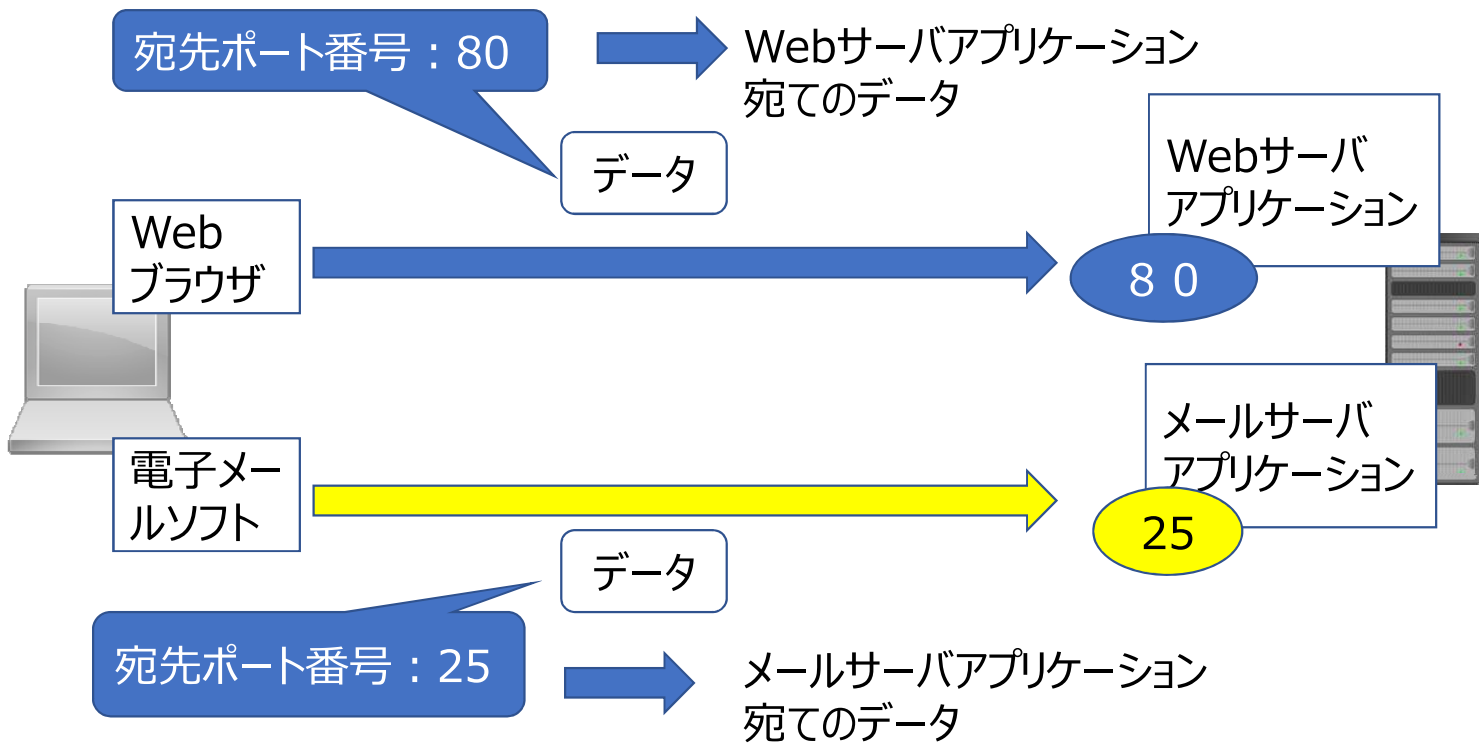 宛先ポート番号：80
Webサーバアプリケーション
宛てのデータ
データ
Webサーバ
アプリケーション
Web
ブラウザ
８０
メールサーバ
アプリケーション
電子メー
ルソフト
25
データ
宛先ポート番号：25
メールサーバアプリケーション
宛てのデータ